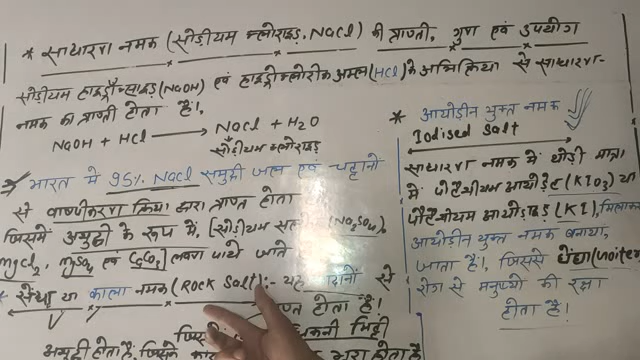 * साधारण नमक (सोडीयम क्लोराइड, NaCl) की प्राप्ती, गुण एवं उपयोग
सोडीयम हाइड्रॉक्साइड (NaOH) एवं हाइड्रोक्लोरीक अम्ल (HCl) के अभिक्रिया से साधारण-
नमक की प्राप्ती होता है।,
NaOH + HCl → NaCl + H2O
सोडीयम क्लोराइड
भारत में 95% NaCl समुद्री जल एवं चट्टानो
से वाष्पीकरण क्रिया द्वारा प्राप्त होता
जिसमें अशुद्धी के रूप में, [सोडीयम (Na2SO4),
MgCl2, MgSO4 एवं लवण पाये जाते
सेंधा या काला नमक (ROCK Salt):- यह से
प्राप्त होता है।
चिकनी मिट्टी
अशुद्धी होता है, जिसके होता है
* आयोडीन युक्त नमक
Iodised Salt
साधारण नमक में थोड़ी मात्रा
में पोटैशीयम आयोडेट (KIO3) या
पोटैशीयम आयोडाइड (KI), मिलाकर
आयोडीन युक्त नमक बनाया,
जाता है।, जिससे घेंघा (Goiter
रोग से मनुष्यो की रक्षा
होता है।